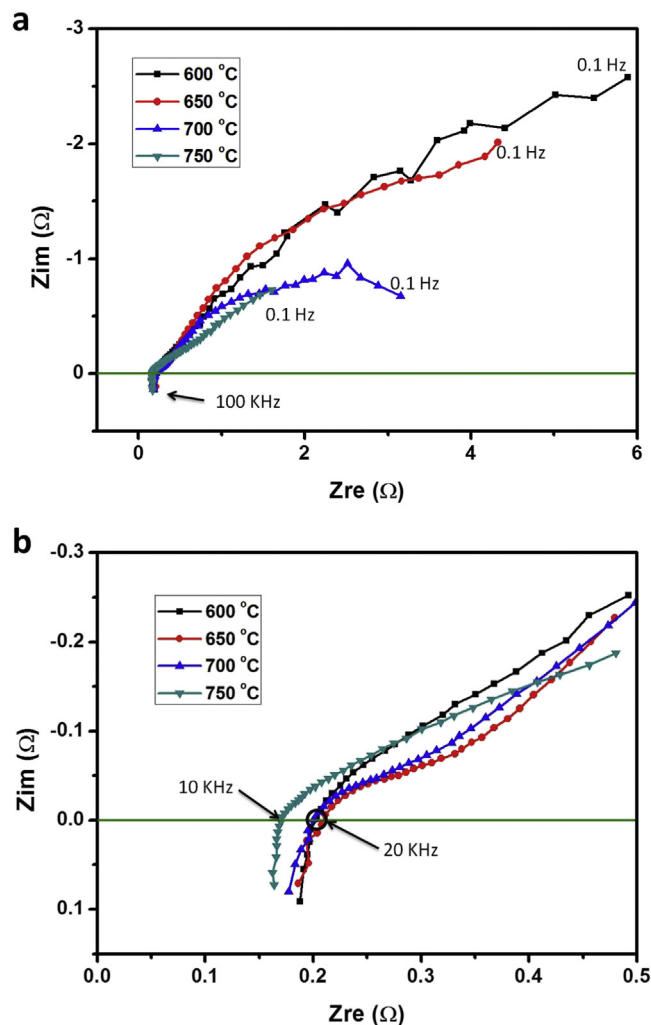 a
-3
-2
-1
0
Zim (Ω)
600 °C
650 °C
700 °C
750 °C
0.1 Hz
0.1 Hz
0.1 Hz
0.1 Hz
100 KHz
0 2 4 6
Zre (Ω)
b
-0.3
-0.2
-0.1
0.0
0.1
Zim (Ω)
600 °C
650 °C
700 °C
750 °C
10 KHz
20 KHz
0.0 0.1 0.2 0.3 0.4 0.5
Zre (Ω)